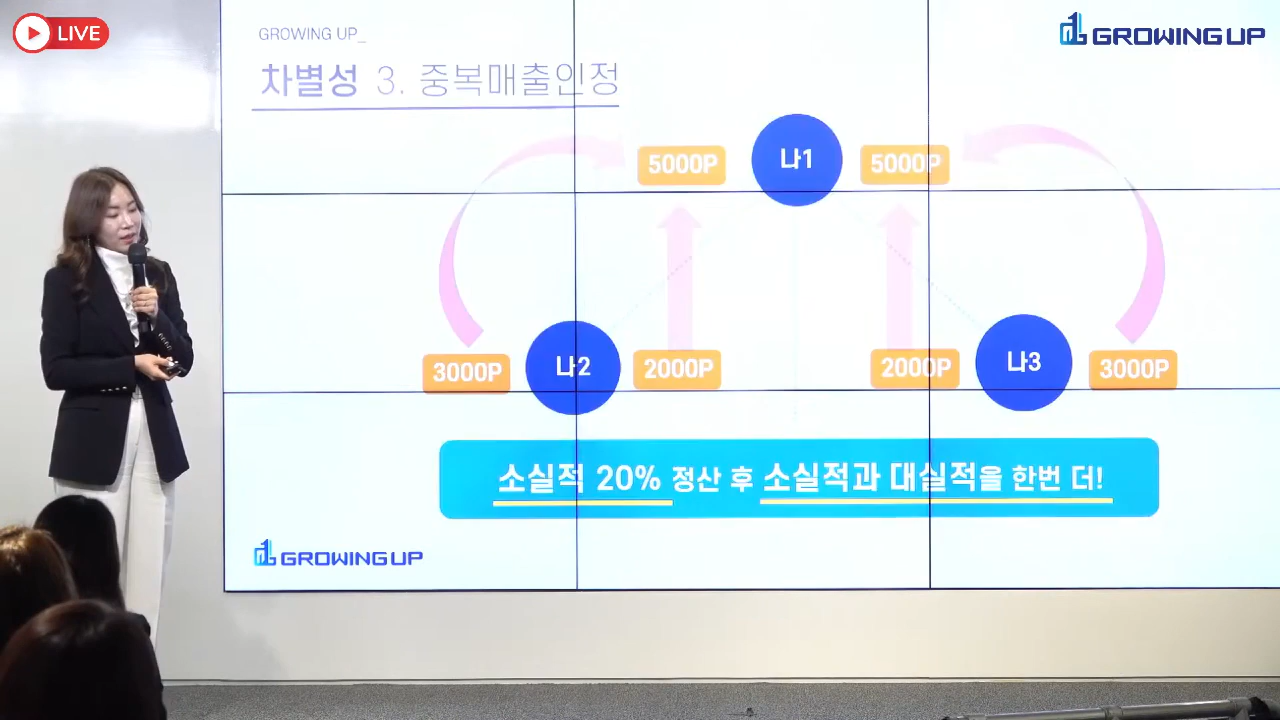 LIVE
GROWING UP_
GROWING UP
차별성 3. 중복매출인정
5000P
나1
5000P
3000P
나2
2000P
2000P
나3
3000P
소실적 20% 정산 후 소실적과 대실적을 한번 더!
GROWING UP